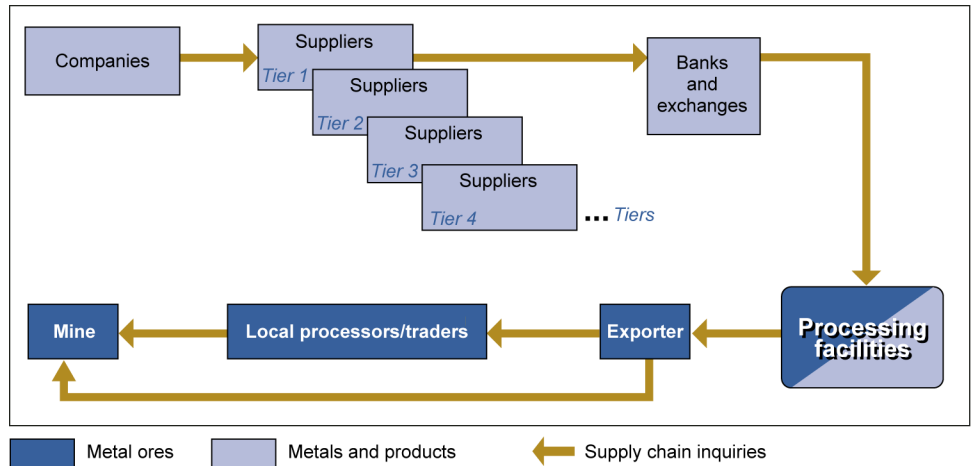 Companies
Suppliers
Tier 1
Suppliers
Tier 2
Suppliers
Tier 3
Suppliers
Tier 4
... Tiers
Banks
and
exchanges
Processing
facilities
Exporter
Local processors/traders
Mine
Metal ores
Metals and products
Supply chain inquiries